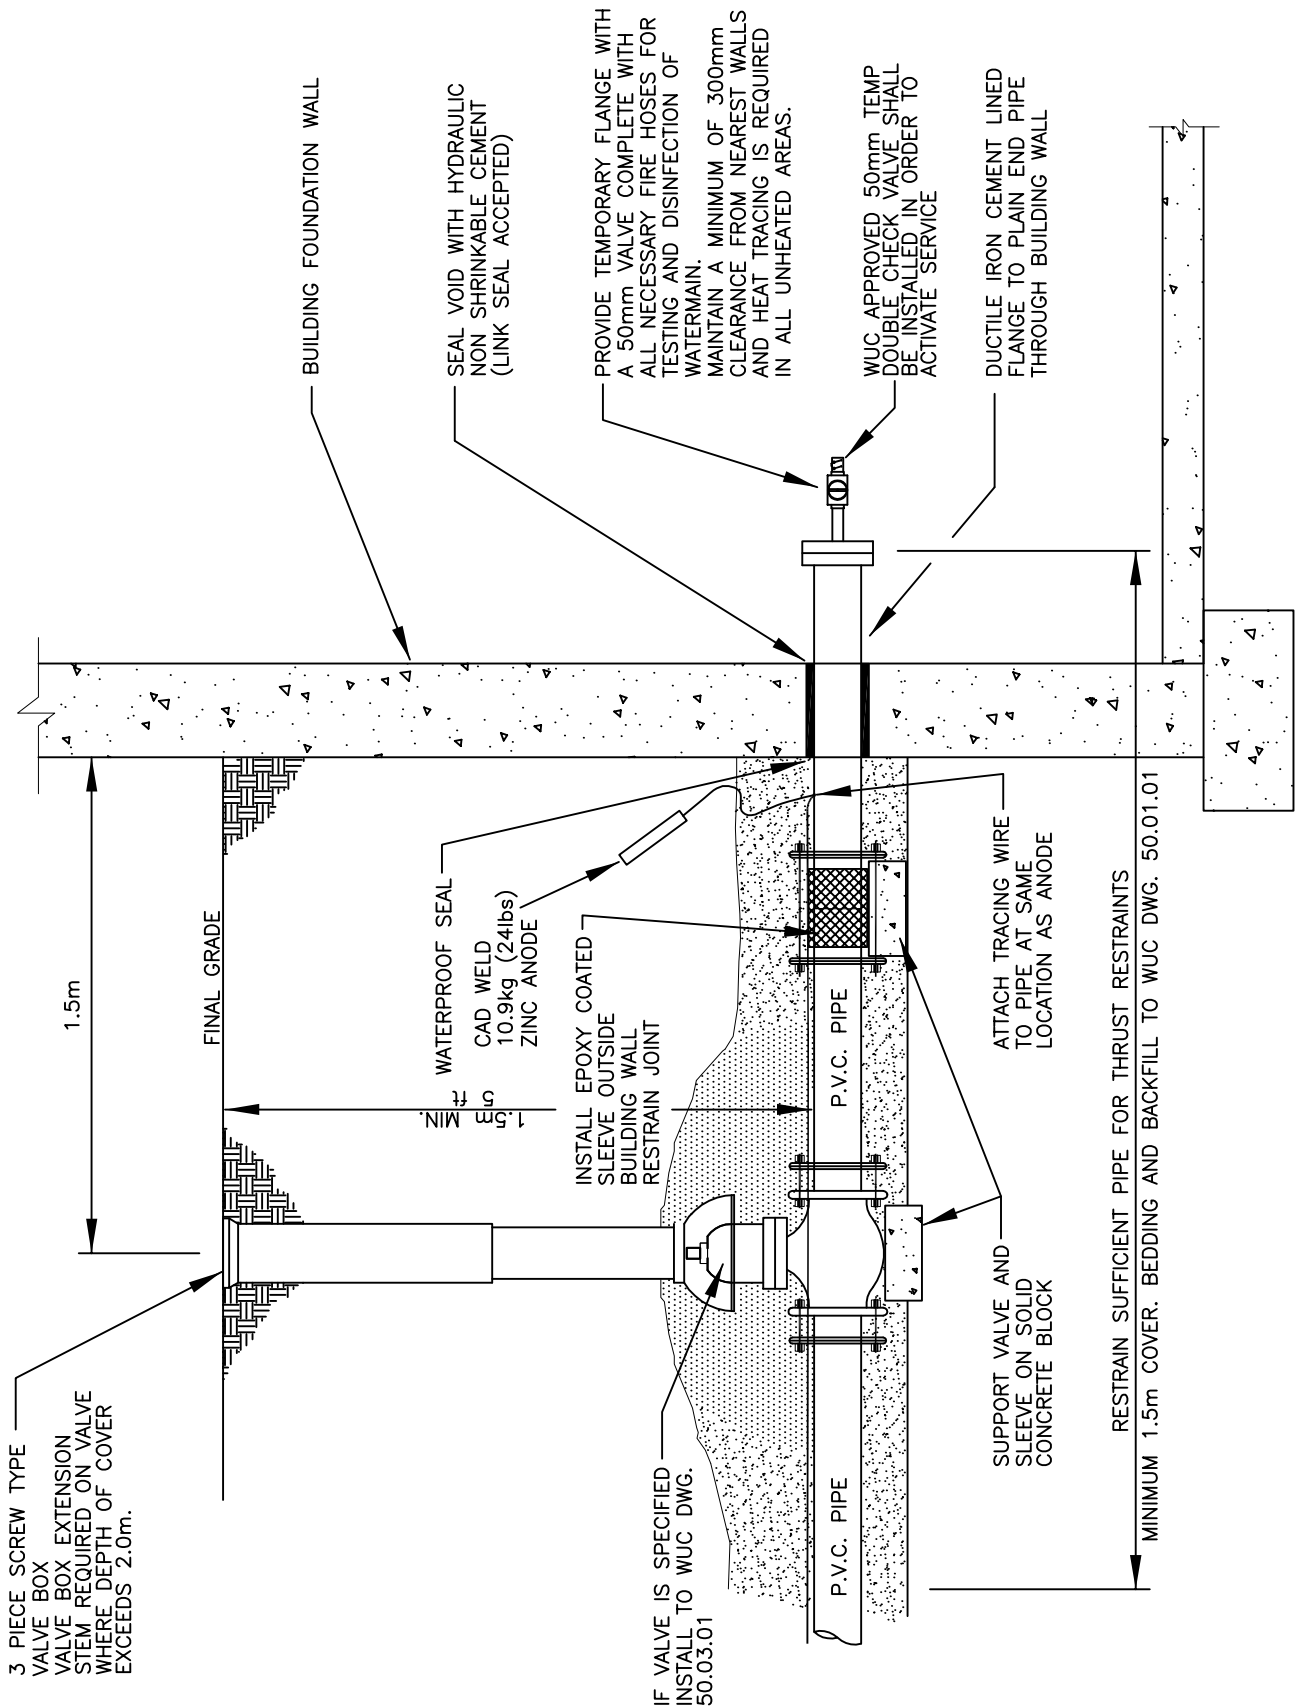 3 PIECE SCREW TYPE
VALVE BOX
VALVE BOX EXTENSION
STEM REQUIRED ON VALVE
WHERE DEPTH OF COVER
EXCEEDS 2.0m.
1.5m
FINAL GRADE
BUILDING FOUNDATION WALL
SEAL VOID WITH HYDRAULIC
NON SHRINKABLE CEMENT
(LINK SEAL ACCEPTED)
PROVIDE TEMPORARY FLANGE WITH
A 50mm VALVE COMPLETE WITH
ALL NECESSARY FIRE HOSES FOR
TESTING AND DISINFECTION OF
WATERMAIN.
MAINTAIN A MINIMUM OF 300mm
CLEARANCE FROM NEAREST WALLS
AND HEAT TRACING IS REQUIRED
IN ALL UNHEATED AREAS.
WUC APPROVED 50mm TEMP
DOUBLE CHECK VALVE SHALL
BE INSTALLED IN ORDER TO
ACTIVATE SERVICE
DUCTILE IRON CEMENT LINED
FLANGE TO PLAIN END PIPE
THROUGH BUILDING WALL
WATERPROOF SEAL
CAD WELD
10.9kg (24lbs)
ZINC ANODE
1.5m MIN.
5 ft
INSTALL EPOXY COATED
SLEEVE OUTSIDE
BUILDING WALL
RESTRAIN JOINT
IF VALVE IS SPECIFIED
INSTALL TO WUC DWG.
50.03.01
P.V.C. PIPE
P.V.C. PIPE
ATTACH TRACING WIRE
TO PIPE AT SAME
LOCATION AS ANODE
SUPPORT VALVE AND
SLEEVE ON SOLID
CONCRETE BLOCK
RESTRAIN SUFFICIENT PIPE FOR THRUST RESTRAINTS
MINIMUM 1.5m COVER. BEDDING AND BACKFILL TO WUC DWG. 50.01.01